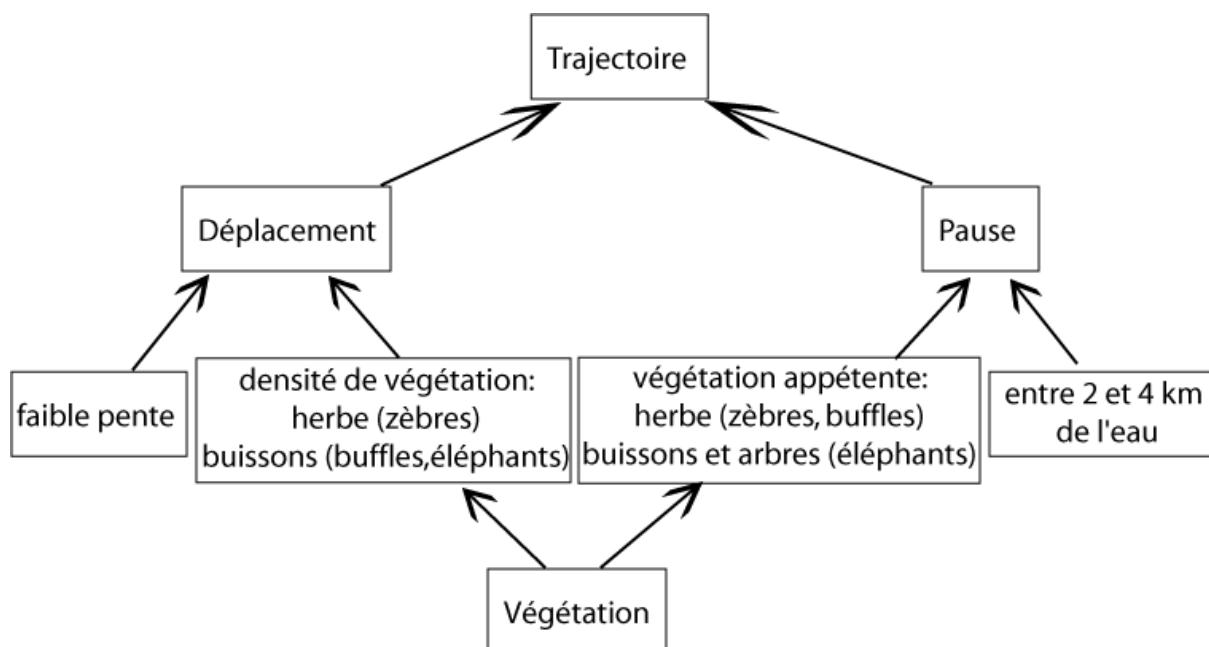 Trajectoire
Déplacement
Pause
faible pente
densité de végétation:
herbe (zèbres)
buissons (buffles,éléphants)
végétation appétente:
herbe (zèbres, buffles)
buissons et arbres (éléphants)
entre 2 et 4 km
de l'eau
Végétation